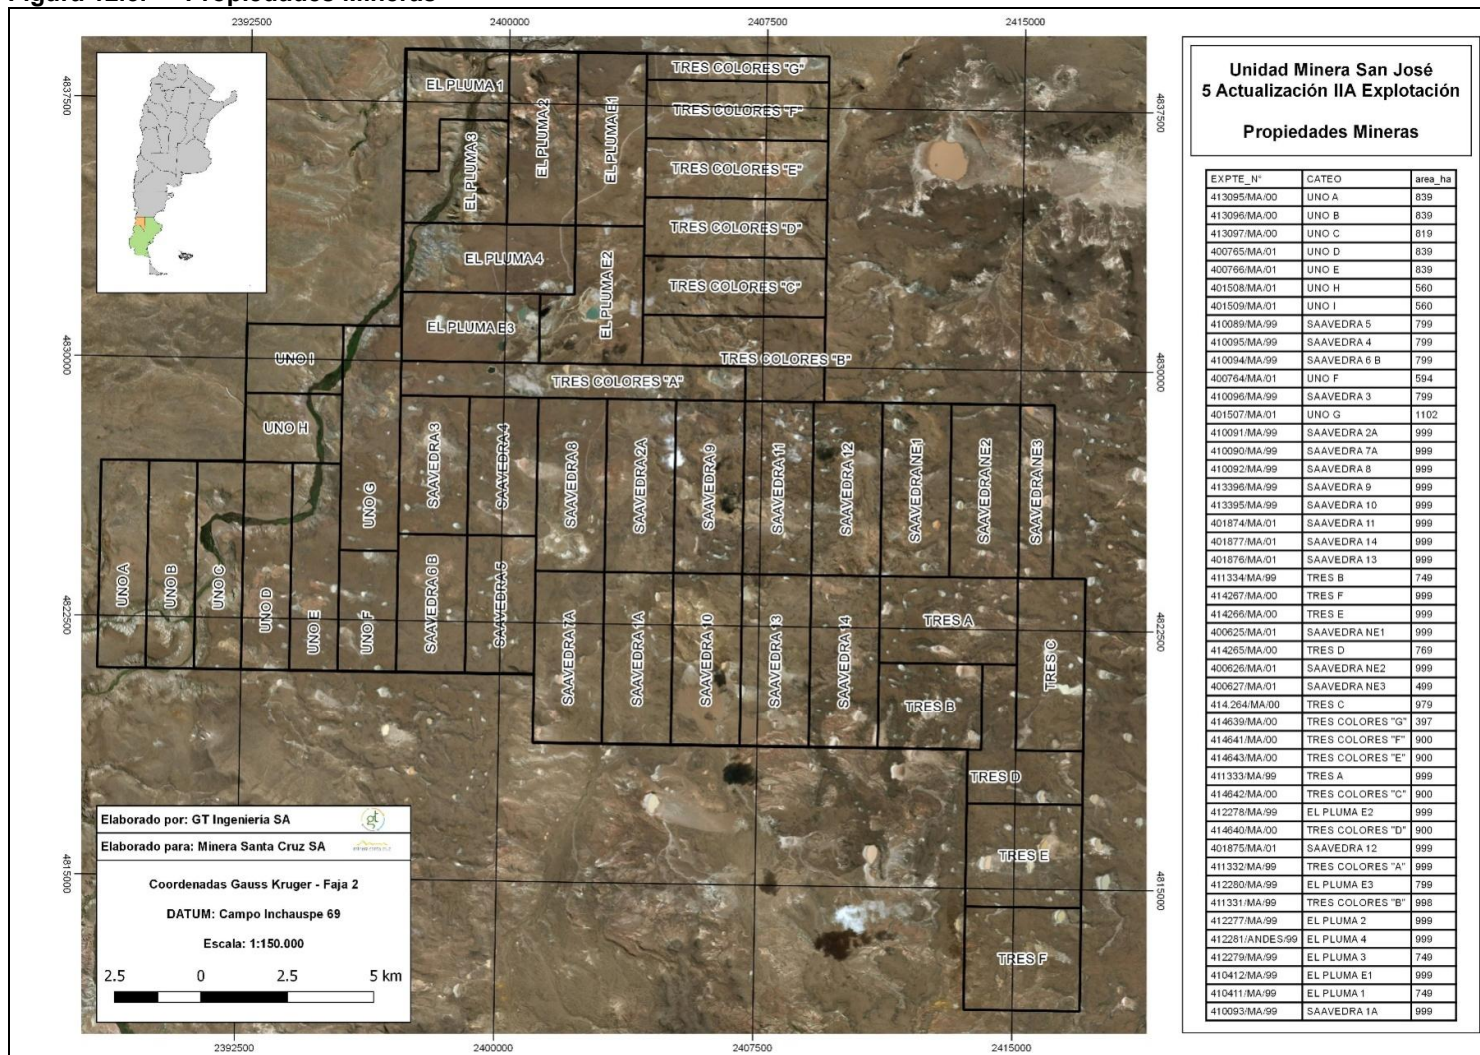 Figura 12.6. Propiedades Mineras
2392500 2400000 2407500 2415000
4837500
4830000
4822500
4815000
4837500
4830000
4822500
4815000
2392500 2400000 2407500 2415000
EL PLUMA 1
EL PLUMA 2
EL PLUMA 3
EL PLUMA E1
TRES COLORES "G"
TRES COLORES "F"
TRES COLORES "E"
TRES COLORES "D"
TRES COLORES "C"
EL PLUMA 4
EL PLUMA E2
EL PLUMA E3
TRES COLORES "B"
TRES COLORES "A"
UNO I
UNO H
UNO G
SAAVEDRA 3
SAAVEDRA 4
SAAVEDRA 8
SAAVEDRA 2A
SAAVEDRA 9
SAAVEDRA 11
SAAVEDRA 12
SAAVEDRA NE1
SAAVEDRA NE2
SAAVEDRA NE3
UNO A
UNO B
UNO C
UNO D
UNO E
UNO F
SAAVEDRA 6 B
SAAVEDRA 5
SAAVEDRA 7A
SAAVEDRA 1A
SAAVEDRA 10
SAAVEDRA 13
SAAVEDRA 14
TRES A
TRES B
TRES C
TRES D
TRES E
TRES F
Elaborado por: GT Ingeniería SA
gt
Elaborado para: Minera Santa Cruz SA
Coordenadas Gauss Kruger - Faja 2
DATUM: Campo Inchauspe 69
Escala: 1:150.000
2.5 0 2.5 5 km
Unidad Minera San José
5 Actualización IIA Explotación
Propiedades Mineras
EXPTE_N° CATEO area_ha
413095/MA/00 UNO A 839
413096/MA/00 UNO B 839
413097/MA/00 UNO C 819
400765/MA/01 UNO D 839
400766/MA/01 UNO E 839
401508/MA/01 UNO H 560
401509/MA/01 UNO I 560
410089/MA/99 SAAVEDRA 5 799
410095/MA/99 SAAVEDRA 4 799
410094/MA/99 SAAVEDRA 6 B 799
400764/MA/01 UNO F 594
410096/MA/99 SAAVEDRA 3 799
401507/MA/01 UNO G 1102
410091/MA/99 SAAVEDRA 2A 999
410090/MA/99 SAAVEDRA 7A 999
410092/MA/99 SAAVEDRA 8 999
413396/MA/00 SAAVEDRA 9 999
413395/MA/00 SAAVEDRA 10 999
401874/MA/01 SAAVEDRA 11 999
401877/MA/01 SAAVEDRA 14 999
401876/MA/01 SAAVEDRA 13 999
411334/MA/99 TRES B 749
414267/MA/00 TRES F 999
414266/MA/00 TRES E 999
400625/MA/01 SAAVEDRA NE1 999
414265/MA/00 TRES D 769
400626/MA/01 SAAVEDRA NE2 999
400627/MA/01 SAAVEDRA NE3 499
414.264/MA/00 TRES C 979
414639/MA/00 TRES COLORES "G" 397
414641/MA/00 TRES COLORES "F" 900
414643/MA/00 TRES COLORES "E" 900
411333/MA/99 TRES A 999
414642/MA/00 TRES COLORES "C" 900
412278/MA/99 EL PLUMA E2 999
414640/MA/00 TRES COLORES "D" 900
401875/MA/01 SAAVEDRA 12 999
411332/MA/99 TRES COLORES "A" 999
412280/MA/99 EL PLUMA E3 799
411331/MA/99 TRES COLORES "B" 998
412277/MA/99 EL PLUMA 2 999
412281/ANDES/99 EL PLUMA 4 999
412279/MA/99 EL PLUMA 3 749
410412/MA/99 EL PLUMA E1 999
410411/MA/99 EL PLUMA 1 749
410093/MA/99 SAAVEDRA 1A 999